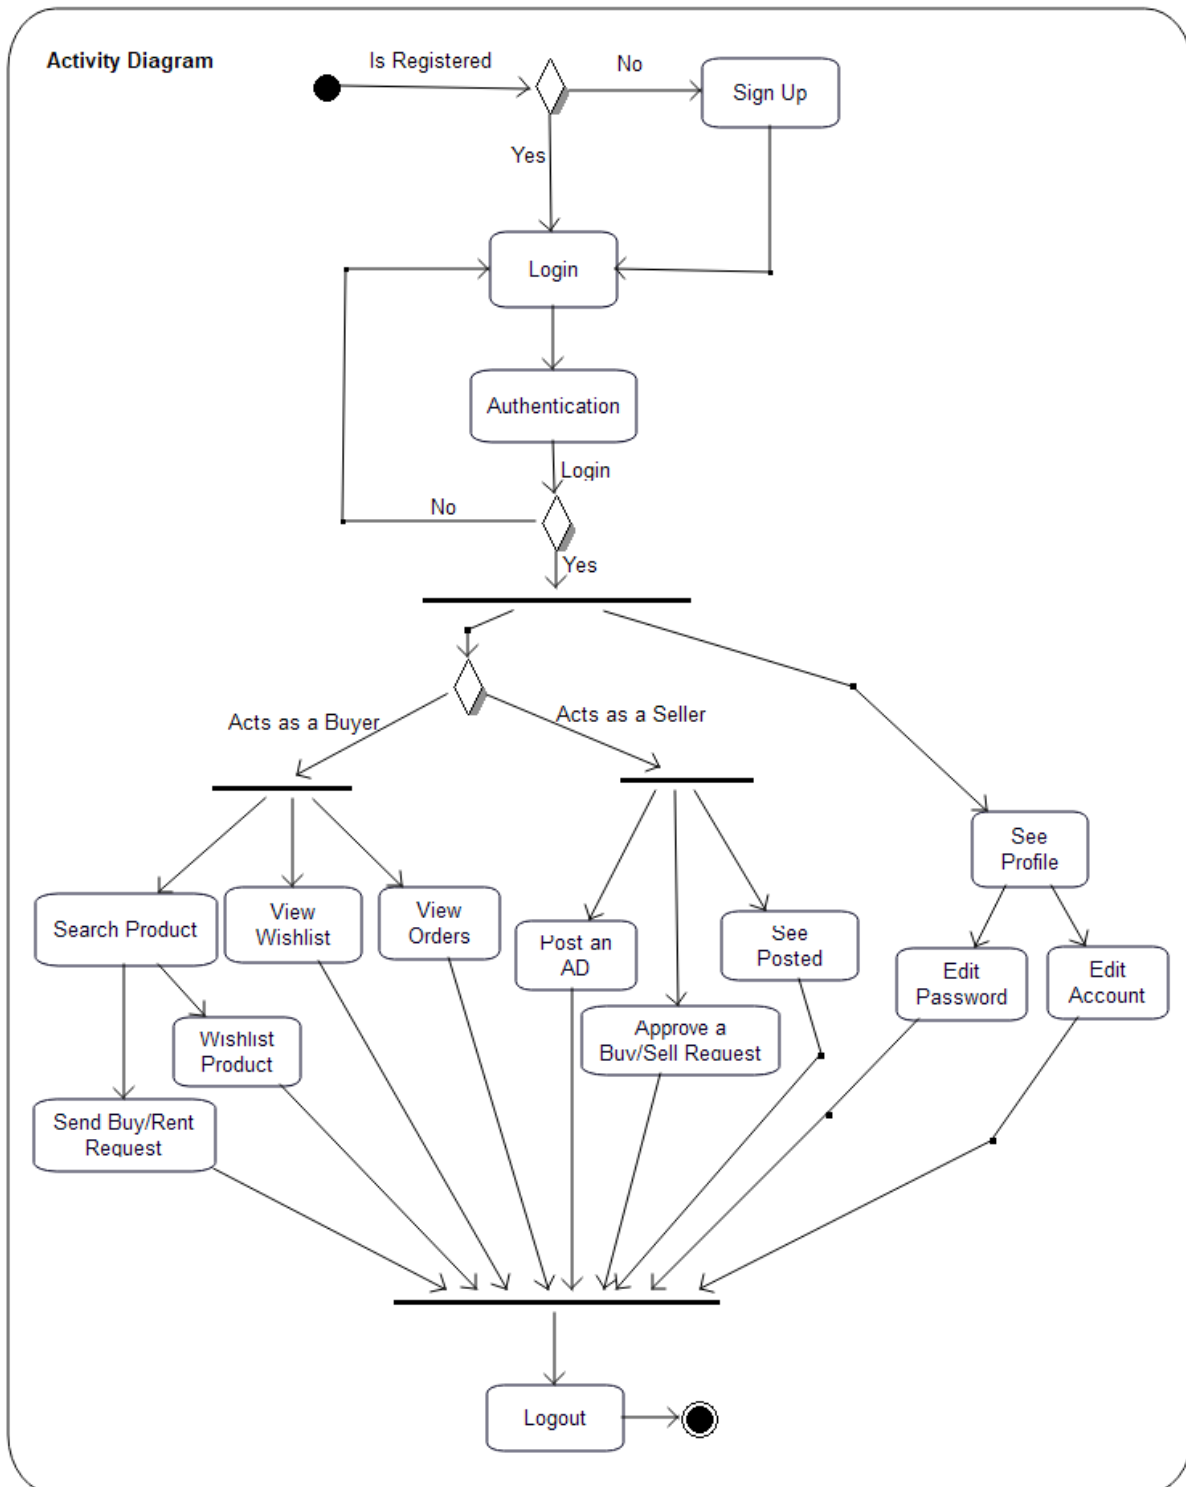 Activity Diagram
Is Registered
No
Sign Up
Yes
Login
Authentication
Login
No
Yes
Acts as a Buyer
Acts as a Seller
See
Profile
Search Product
View
Wishlist
View
Orders
Post an
AD
See
Posted
Edit
Password
Edit
Account
Wishlist
Product
Approve a
Buy/Sell Request
Send Buy/Rent
Request
Logout